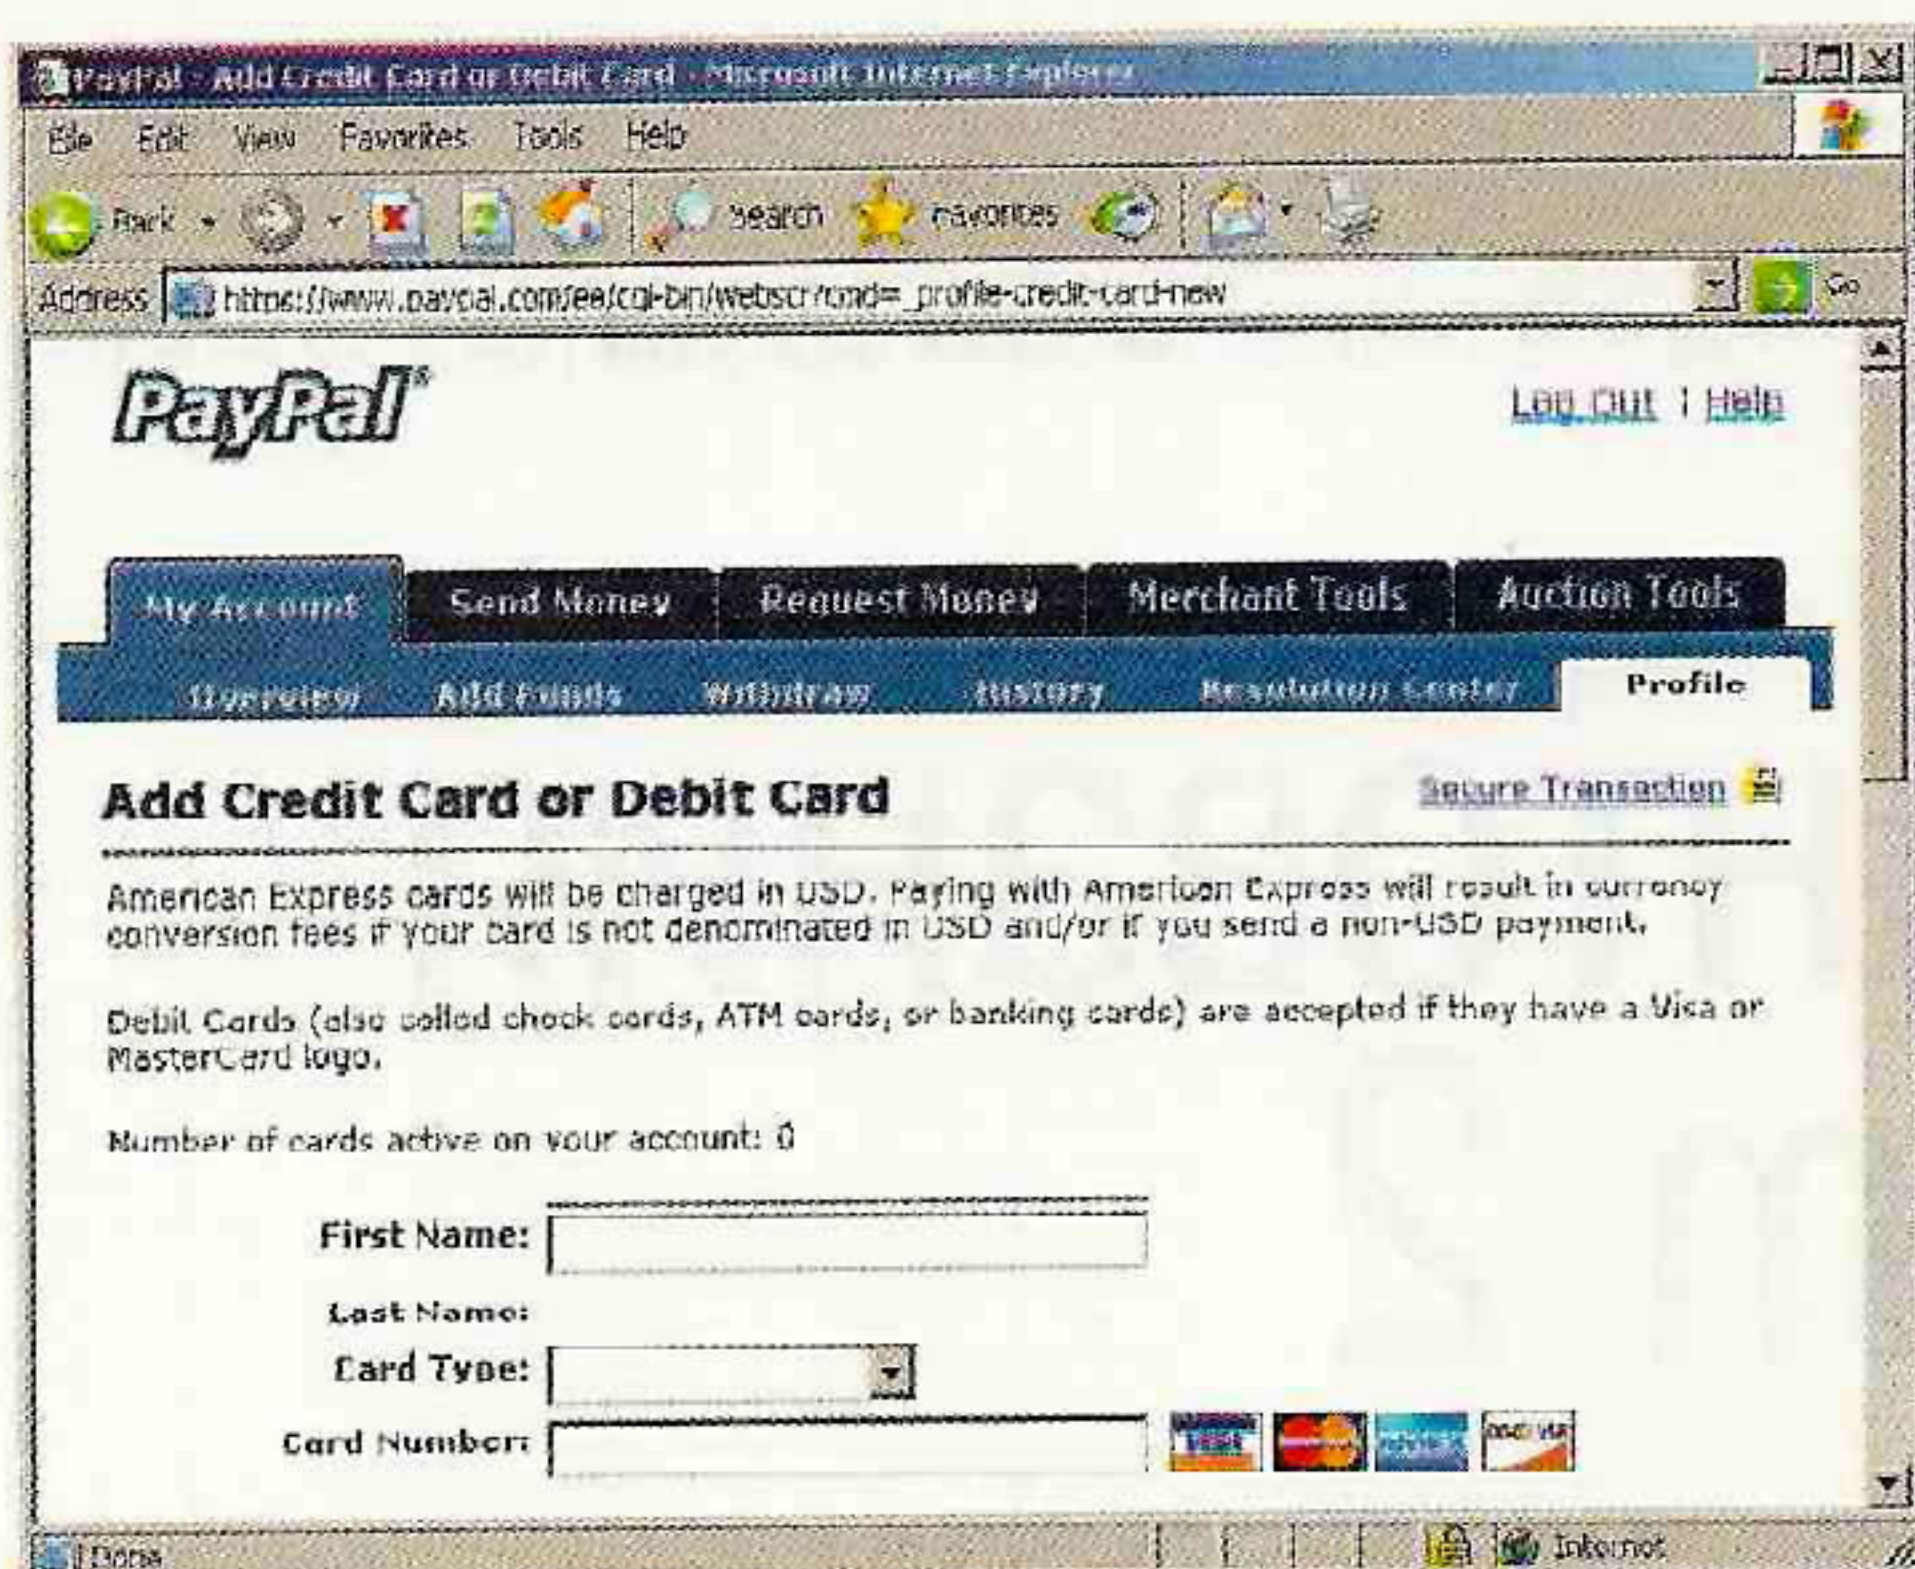 PayPal - Add Credit Card or Debit Card - Microsoft Internet Explorer
File Edit View Favorites Tools Help
Back Search Favorites
Address https://www.paypal.com/ee/cgi-bin/webscr?cmd=_profile-credit-card-new Go
PayPal®
Log Out | Help
My Account Send Money Request Money Merchant Tools Auction Tools
Overview Add Funds Withdraw History Resolution Center Profile
Add Credit Card or Debit Card Secure Transaction
American Express cards will be charged in USD. Paying with American Express will result in currency
conversion fees if your card is not denominated in USD and/or if you send a non-USD payment.
Debit Cards (also called check cards, ATM cards, or banking cards) are accepted if they have a Visa or
MasterCard logo.
Number of cards active on your account: 0
First Name:
Last Name:
Card Type:
Card Number:
Done Internet